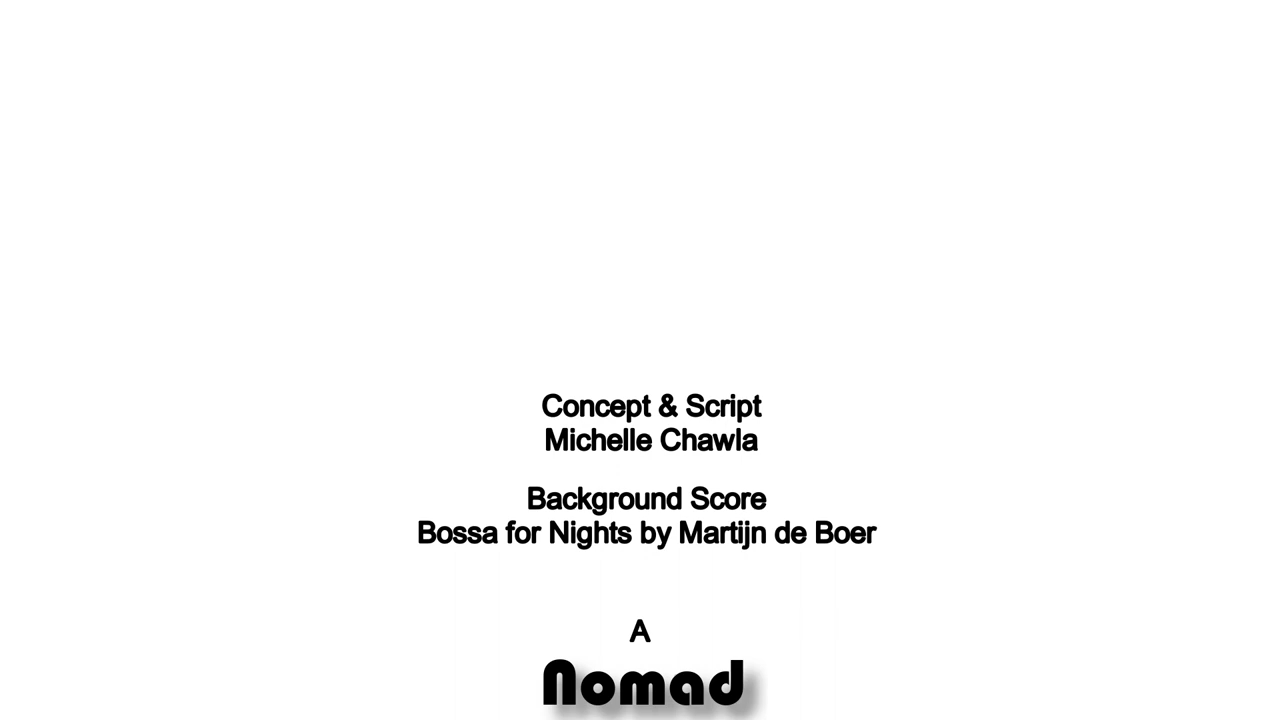 Concept & Script
Michelle Chawla
Background Score
Bossa for Nights by Martijn de Boer
A
Nomad